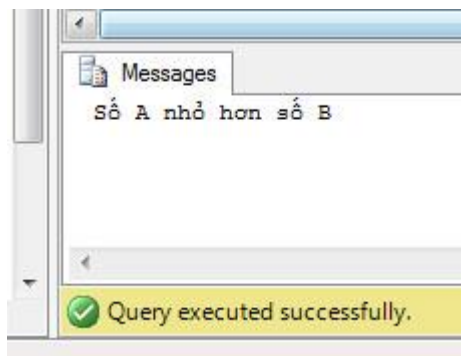 Messages
Số A nhỏ hơn số B
Query executed successfully.